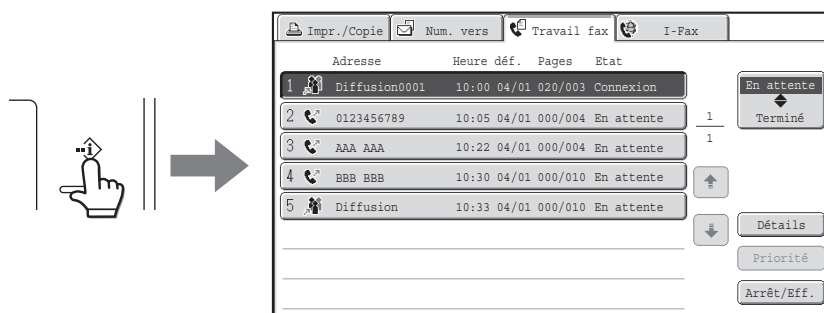 Impr./Copie Num. vers Travail fax I-Fax
Adresse Heure déf. Pages Etat
1 Diffusion0001 10:00 04/01 020/003 Connexion
2 0123456789 10:05 04/01 000/004 En attente
3 AAA AAA 10:22 04/01 000/004 En attente
4 BBB BBB 10:30 04/01 000/010 En attente
5 Diffusion 10:33 04/01 000/010 En attente
1
1
En attente
Terminé
Détails
Priorité
Arrêt/Eff.